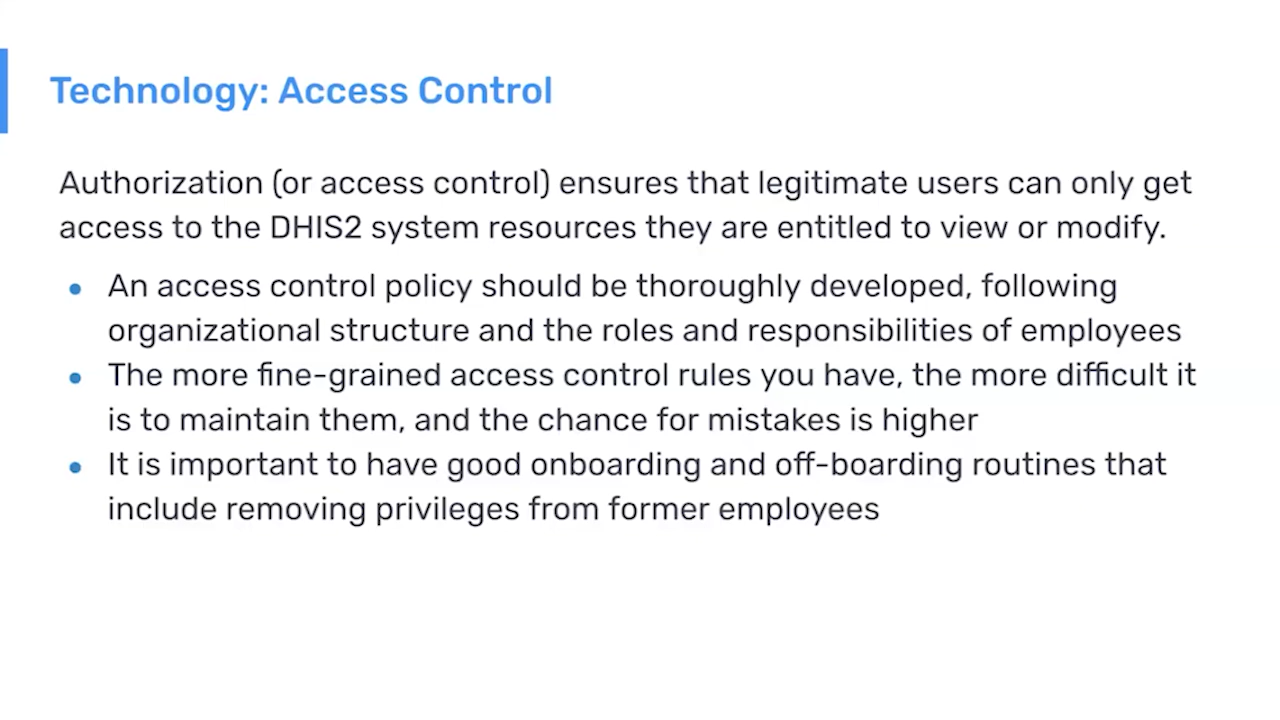 Technology: Access Control
Authorization (or access control) ensures that legitimate users can only get
access to the DHIS2 system resources they are entitled to view or modify.
• An access control policy should be thoroughly developed, following
organizational structure and the roles and responsibilities of employees
• The more fine-grained access control rules you have, the more difficult it
is to maintain them, and the chance for mistakes is higher
• It is important to have good onboarding and off-boarding routines that
include removing privileges from former employees